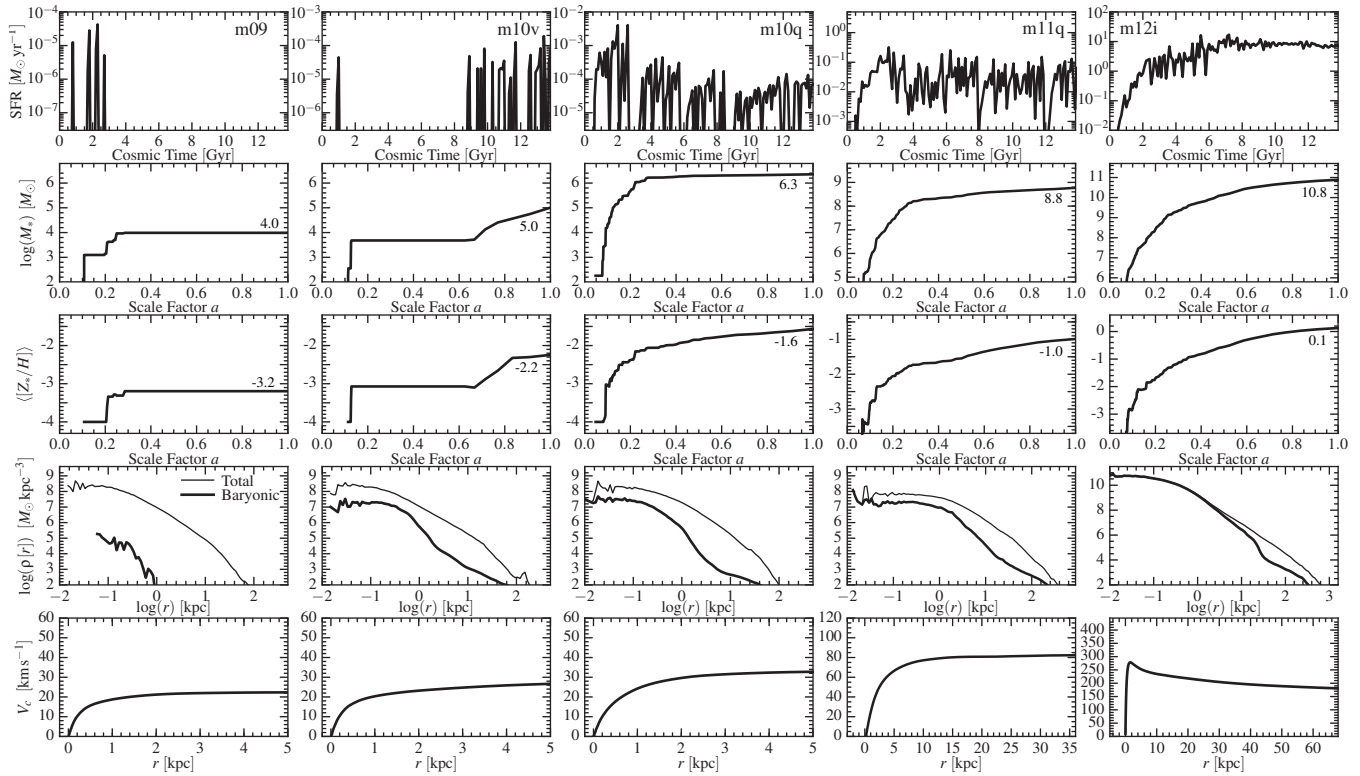 m09 m10v m10q m11q m12i
SFR [M⊙ yr⁻¹]
10⁻⁴ 10⁻⁵ 10⁻⁶ 10⁻⁷
10⁻³ 10⁻⁴ 10⁻⁵ 10⁻⁶
10⁻² 10⁻³ 10⁻⁴ 10⁻⁵
10⁰ 10⁻¹ 10⁻² 10⁻³
10² 10¹ 10⁰ 10⁻¹ 10⁻²
0 2 4 6 8 10 12 0 2 4 6 8 10 12 0 2 4 6 8 10 12 0 2 4 6 8 10 12 0 2 4 6 8 10 12
Cosmic Time [Gyr] Cosmic Time [Gyr] Cosmic Time [Gyr] Cosmic Time [Gyr] Cosmic Time [Gyr]
log(M*) [M⊙]
6 5 4 3 2 6 5 4 3 2 6 5 4 3 2 9 8 7 6 5 11 10 9 8 7 6
4.0 5.0 6.3 8.8 10.8
0.0 0.2 0.4 0.6 0.8 1.0 0.0 0.2 0.4 0.6 0.8 1.0 0.0 0.2 0.4 0.6 0.8 1.0 0.0 0.2 0.4 0.6 0.8 1.0 0.0 0.2 0.4 0.6 0.8 1.0
Scale Factor a Scale Factor a Scale Factor a Scale Factor a Scale Factor a
⟨[Z*/H]⟩
-2 -3 -4 -2 -3 -4 -2 -3 -4 -1 -2 -3 0 -1 -2 -3
-3.2 -2.2 -1.6 -1.0 0.1
0.0 0.2 0.4 0.6 0.8 1.0 0.0 0.2 0.4 0.6 0.8 1.0 0.0 0.2 0.4 0.6 0.8 1.0 0.0 0.2 0.4 0.6 0.8 1.0 0.0 0.2 0.4 0.6 0.8 1.0
Scale Factor a Scale Factor a Scale Factor a Scale Factor a Scale Factor a
log(ρ[r]) [M⊙ kpc⁻³]
Total
Baryonic
9 8 7 6 5 4 3 2 9 8 7 6 5 4 3 2 9 8 7 6 5 4 3 2 9 8 7 6 5 4 3 2 10 8 6 4 2
−2 −1 0 1 2 −2 −1 0 1 2 −2 −1 0 1 2 −2 −1 0 1 2 −2 −1 0 1 2 3
log(r) [kpc] log(r) [kpc] log(r) [kpc] log(r) [kpc] log(r) [kpc]
Vc [km s⁻¹]
60 50 40 30 20 10 0 60 50 40 30 20 10 0 60 50 40 30 20 10 0 120 100 80 60 40 20 0 400 350 300 250 200 150 100 50 0
0 1 2 3 4 5 0 1 2 3 4 5 0 1 2 3 4 5 0 5 10 15 20 25 30 35 0 10 20 30 40 50 60
r [kpc] r [kpc] r [kpc] r [kpc] r [kpc]